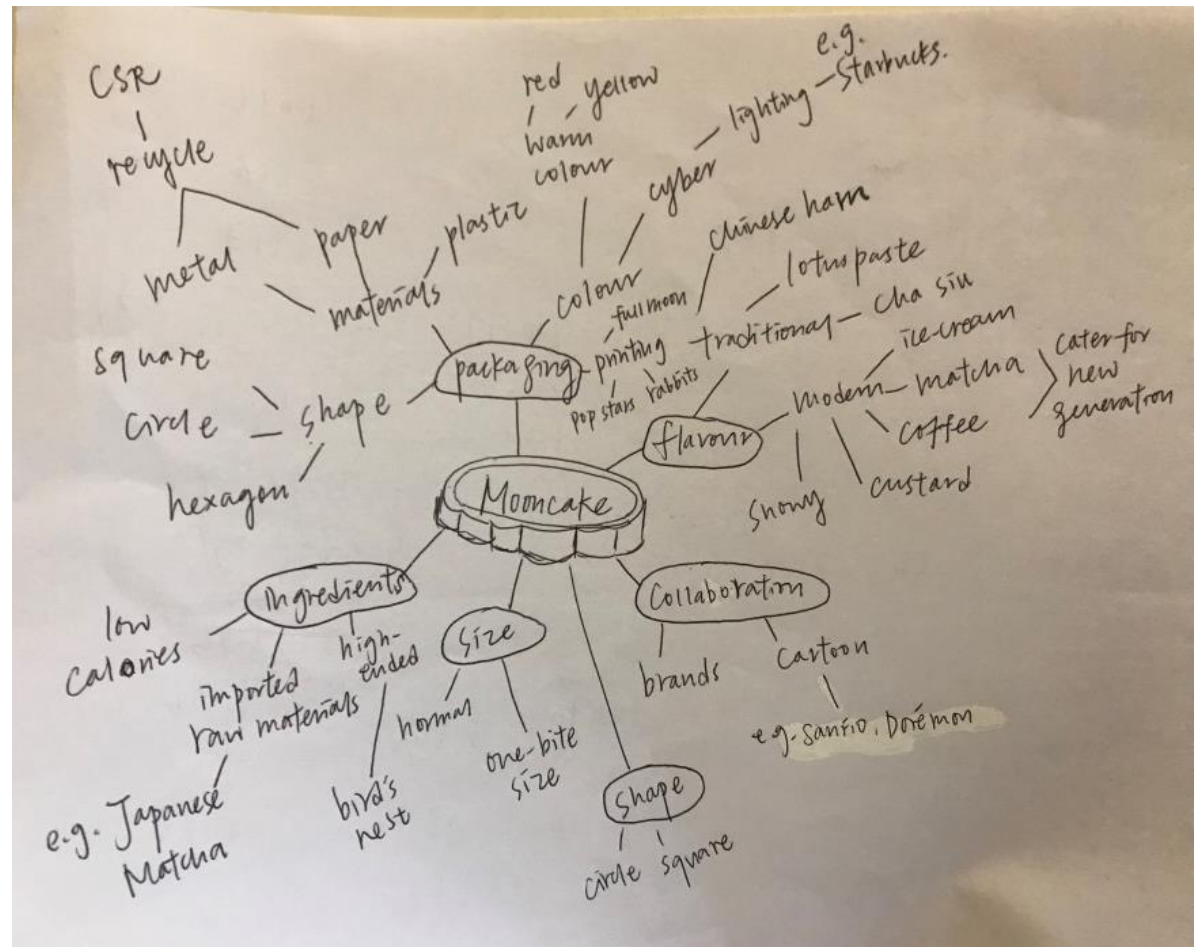 CSR
recycle
metal
paper
plastic
materials
red
yellow
warm
colour
e.g.
Starbucks.
lighting
cyber
colour
square
circle
hexagon
shape
packaging
printing
full moon
pop stars
rabbits
chinese ham
lotus paste
traditional
cha siu
flavour
modern
ice-cream
matcha
coffee
custard
snowy
cater for
new
generation
Mooncake
ingredients
low
calories
imported
raw materials
e.g. Japanese
Matcha
high-
ended
bird's
nest
size
normal
one-bite
size
shape
circle
square
Collaboration
brands
Cartoon
e.g. Sanrio, Dorémon